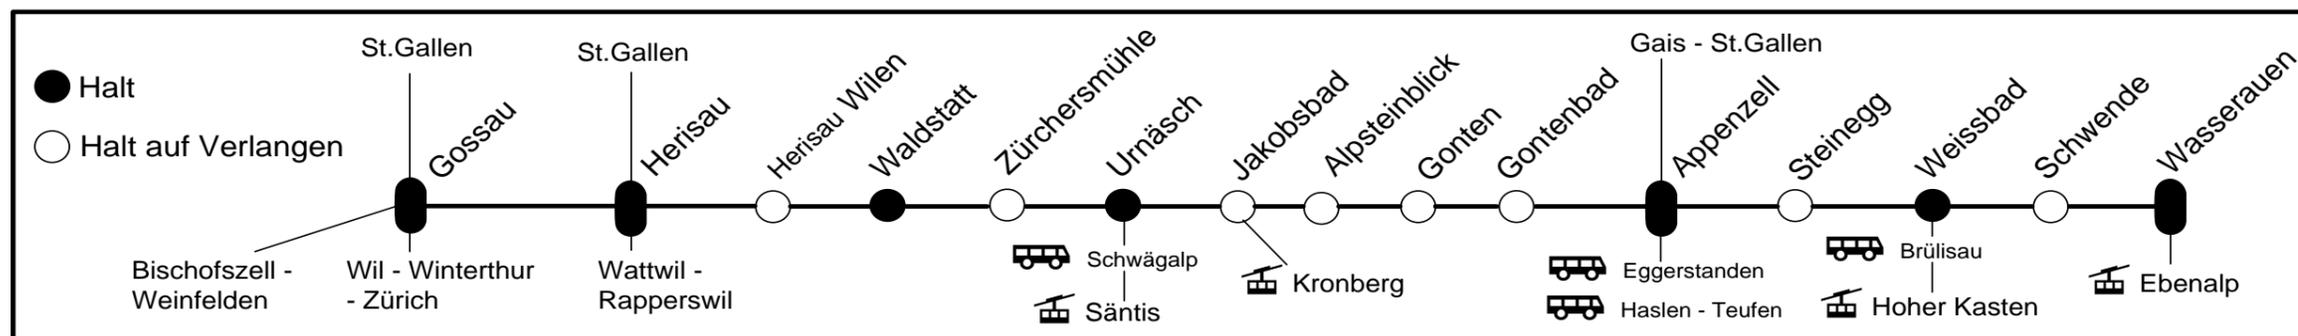 St.Gallen
St.Gallen
Gais - St.Gallen
Halt
Halt auf Verlangen
Gossau
Herisau
Herisau Wilen
Waldstatt
Zürchersmühle
Urnäsch
Jakobsbad
Alpsteinblick
Gonten
Gontenbad
Appenzell
Steinegg
Weissbad
Schwende
Wasserauen
Bischofszell -
Weinfelden
Wil - Winterthur
- Zürich
Wattwil -
Rapperswil
Schwägalp
Säntis
Kronberg
Eggerstanden
Haslen - Teufen
Brülisau
Hoher Kasten
Ebenalp